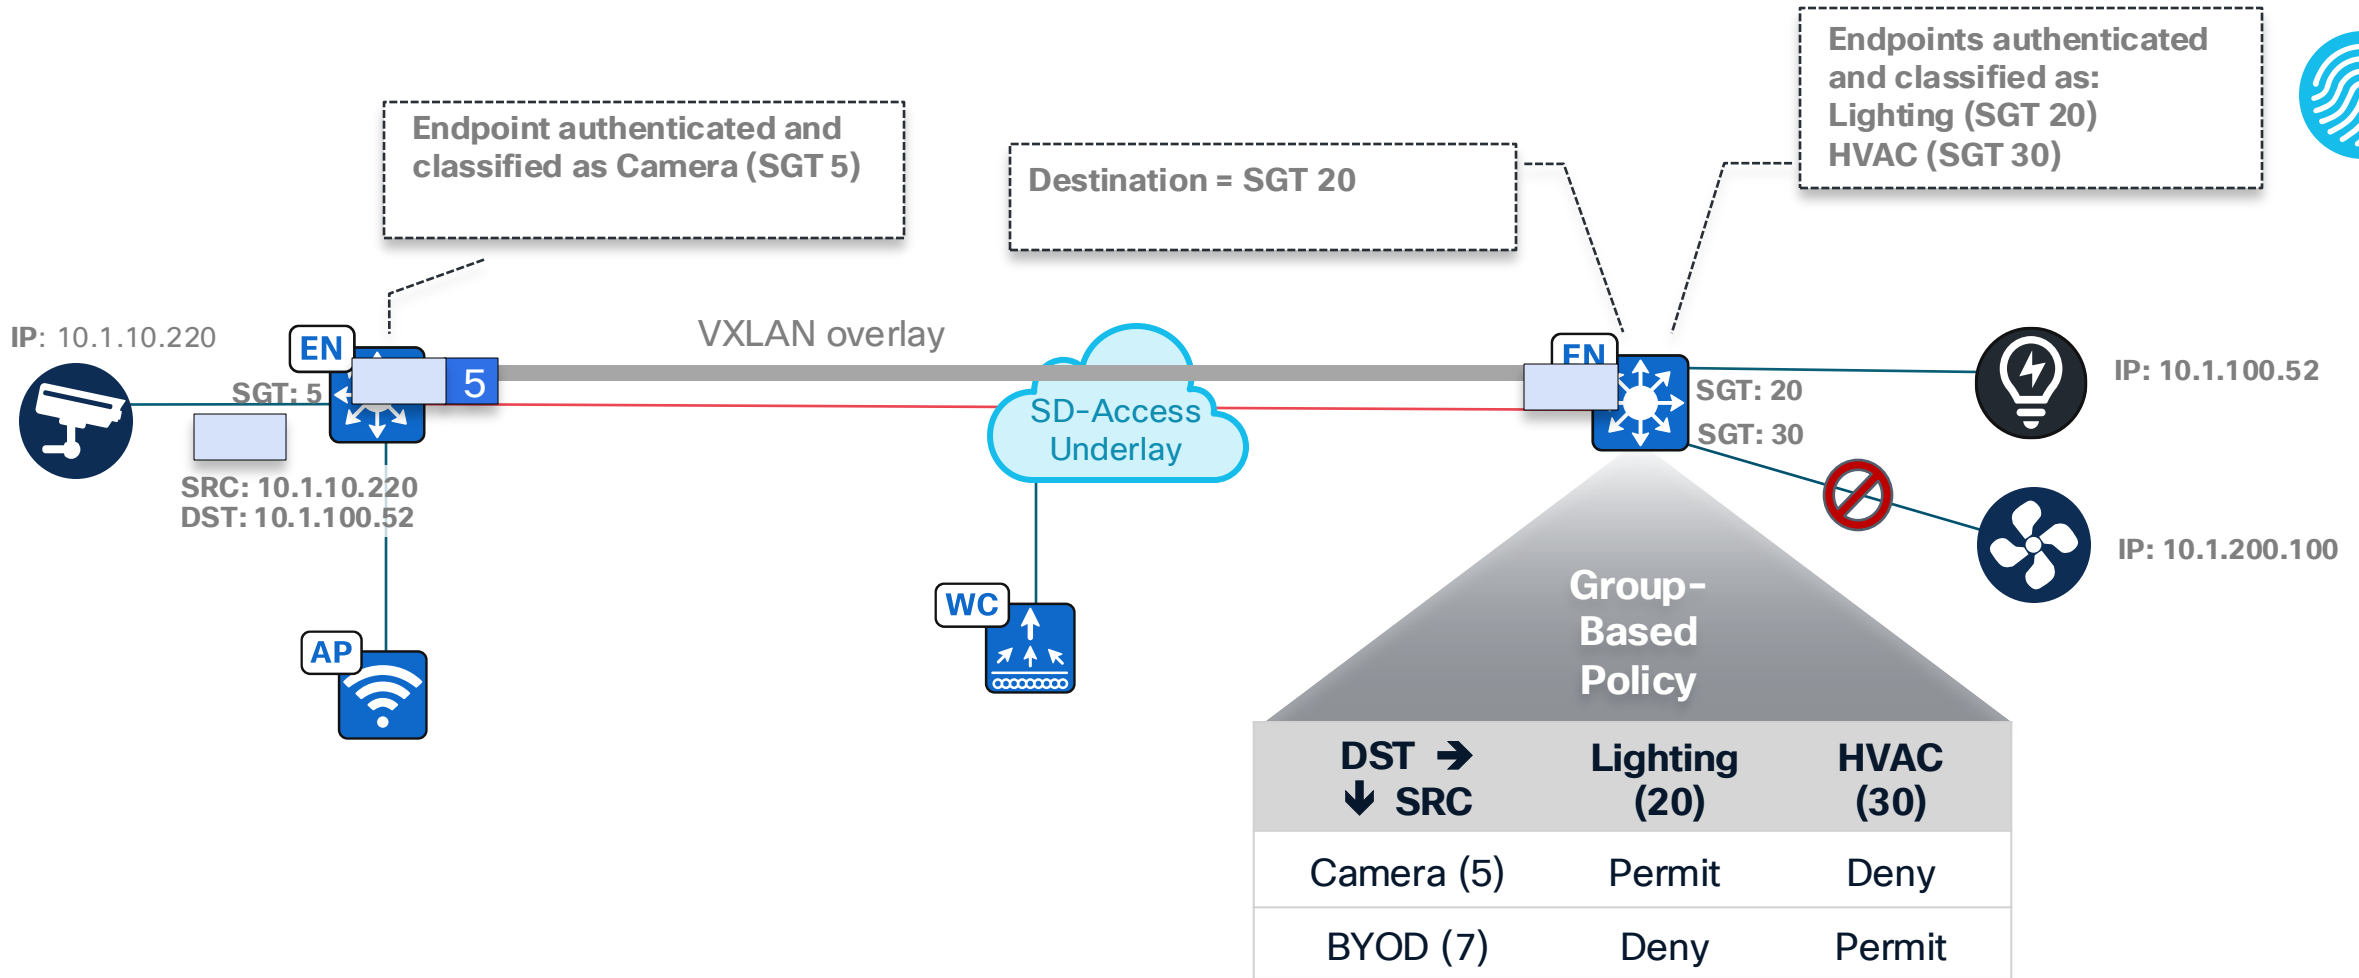 Endpoints authenticated
and classified as:
Lighting (SGT 20)
HVAC (SGT 30)
Endpoint authenticated and
classified as Camera (SGT 5)
Destination = SGT 20
IP: 10.1.10.220
EN
VXLAN overlay
EN
SGT: 5
5
SD-Access
Underlay
SGT: 20
IP: 10.1.100.52
SGT: 30
SRC: 10.1.10.220
DST: 10.1.100.52
IP: 10.1.200.100
WC
AP
Group-
Based
Policy
DST → Lighting HVAC
↓ SRC (20) (30)
Camera (5) Permit Deny
BYOD (7) Deny Permit